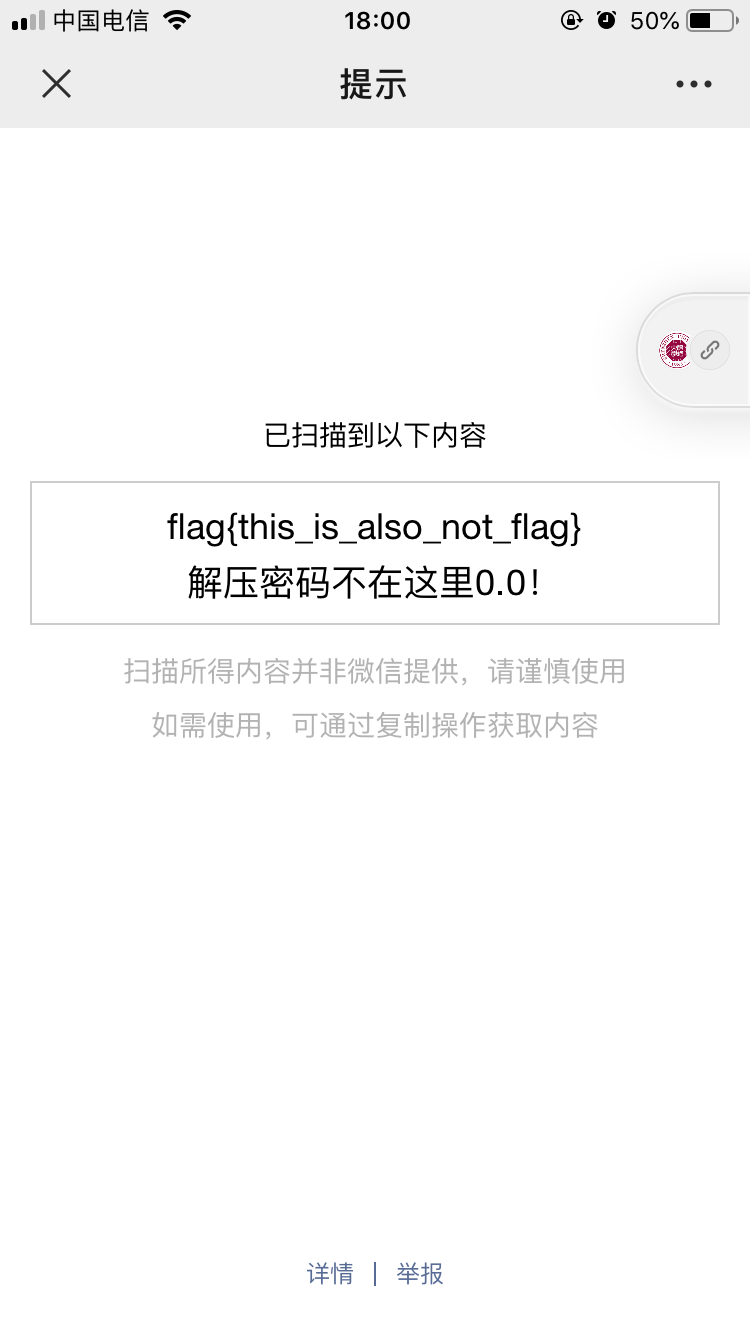 中国电信 18:00 50%
提示
已扫描到以下内容
flag{this_is_also_not_flag}
解压密码不在这里0.0！
扫描所得内容并非微信提供，请谨慎使用
如需使用，可通过复制操作获取内容
详情 | 举报